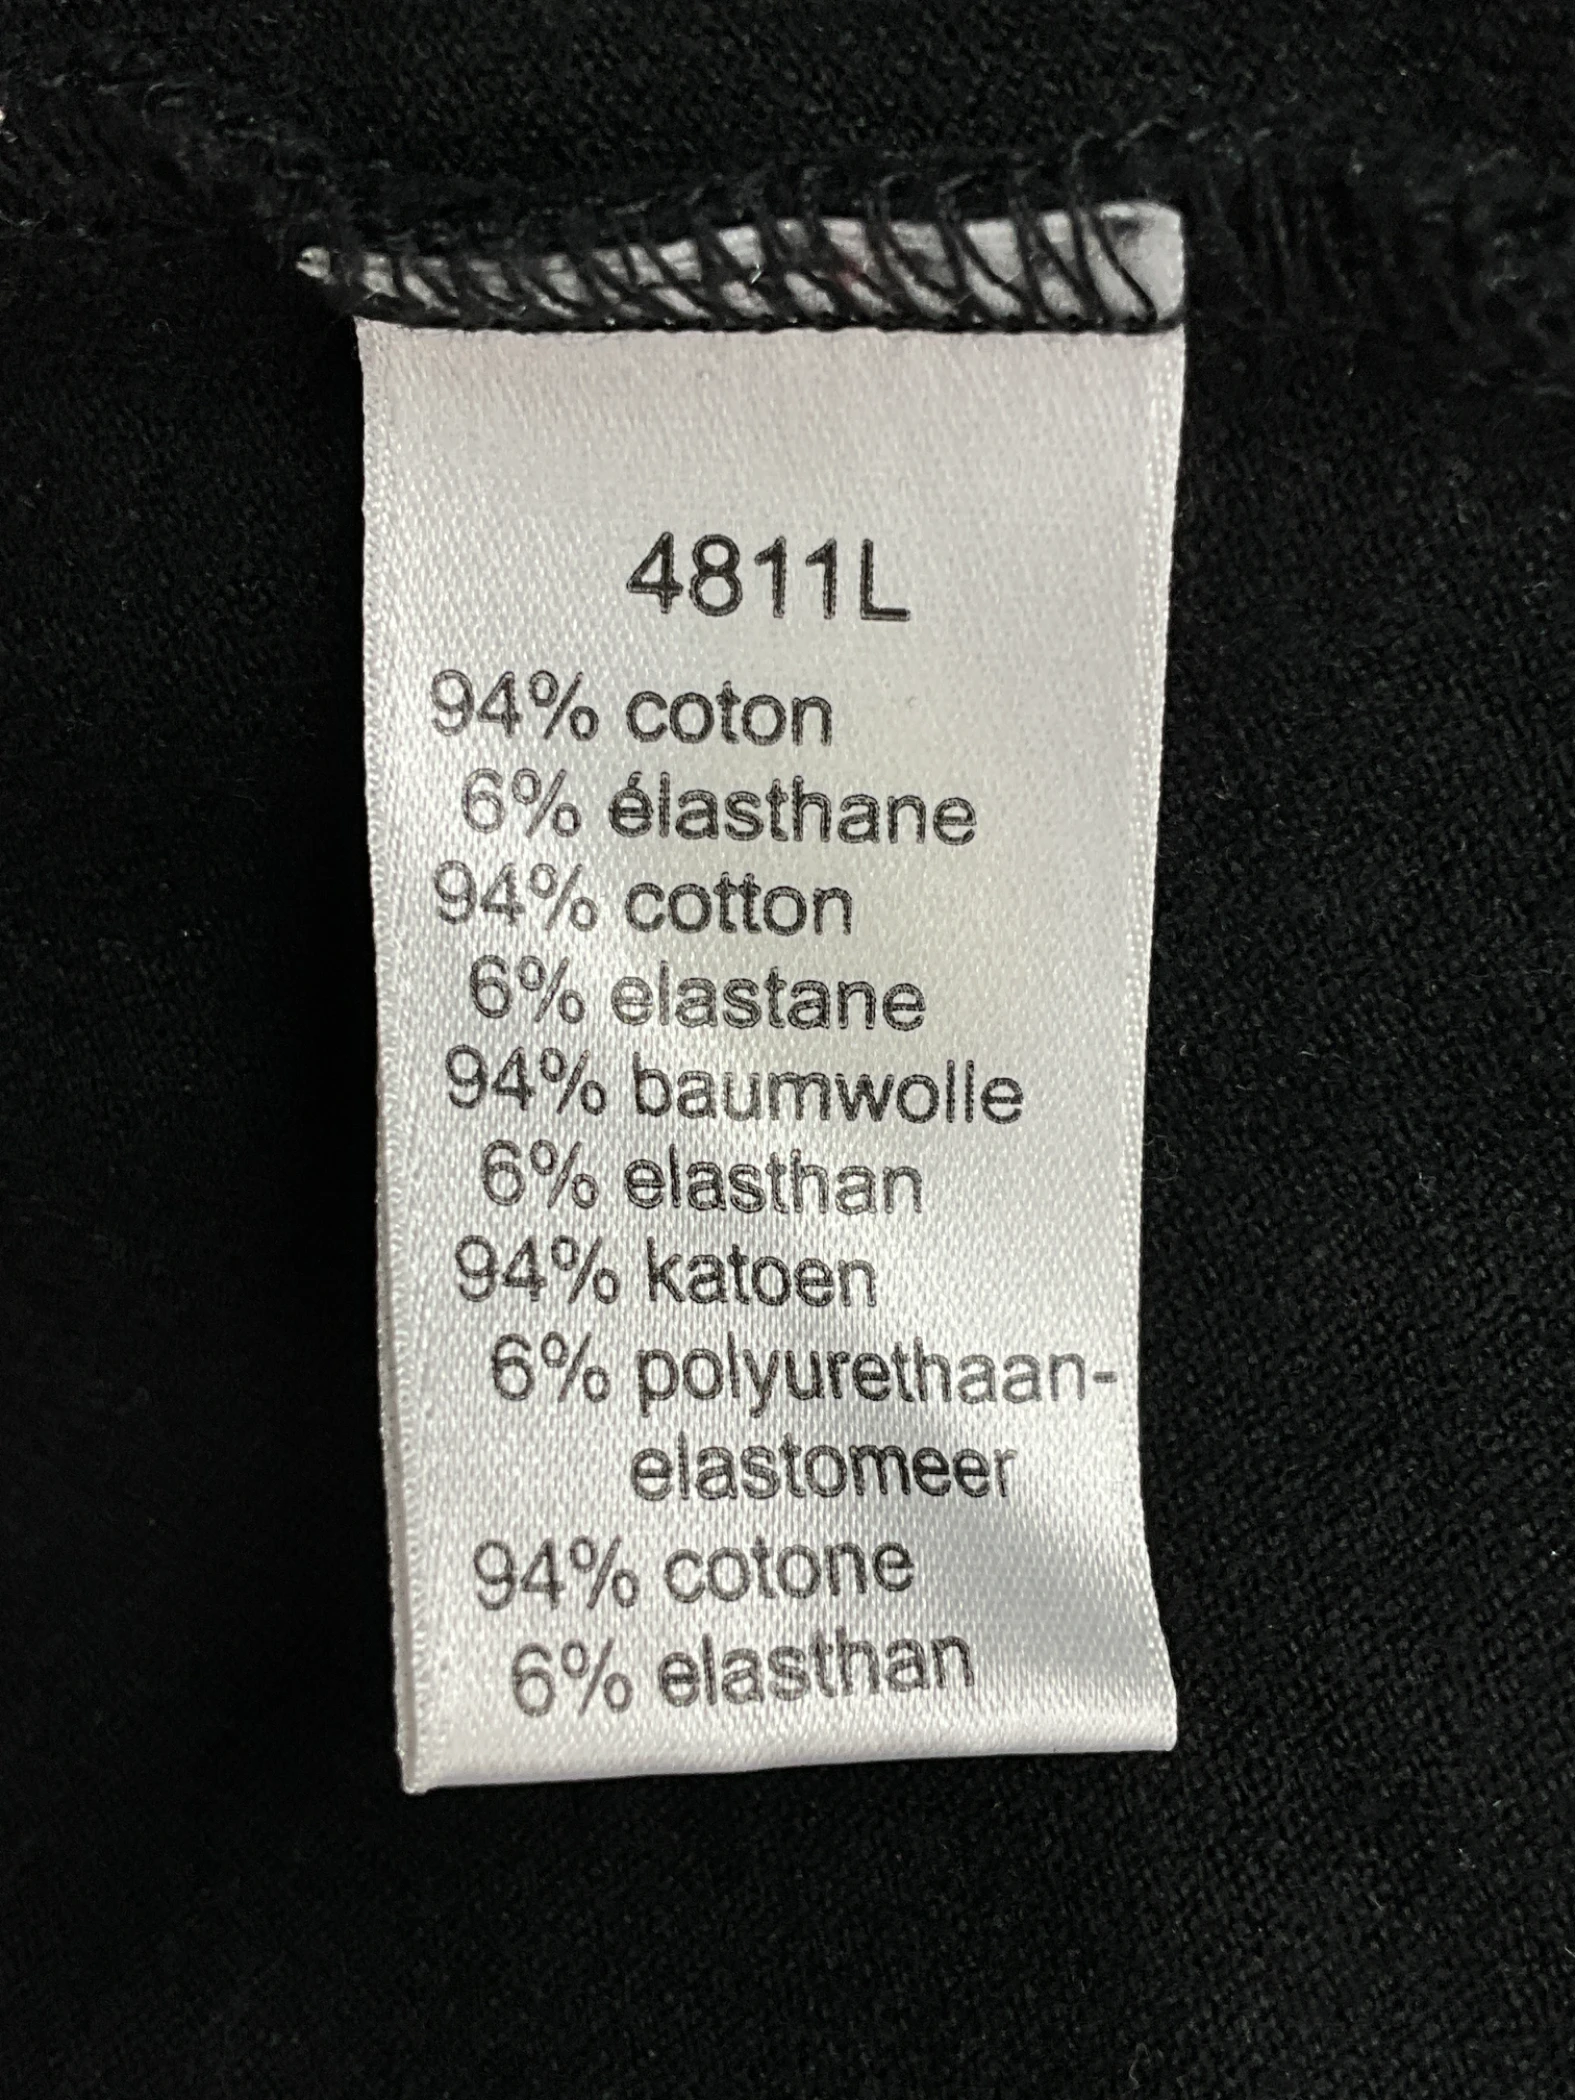 4811L
94% coton
6% élasthane
94% cotton
6% elastane
94% baumwolle
6% elasthan
94% katoen
6% polyurethaan-
elastomeer
94% cotone
6% elasthan